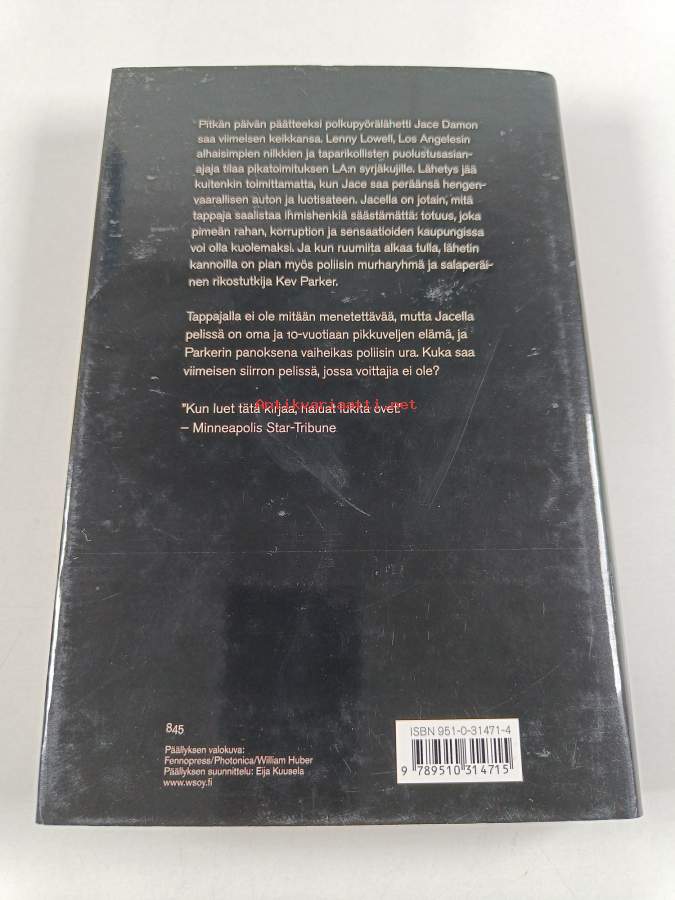 Pitkän päivän päätteeksi polkupyörälähetti Jace Damon
saa viimeisen keikkansa. Lenny Lowell, Los Angelesin
alhaisimpien nilkkien ja taparikollisten puolustusasian-
ajaja tilaa pikatoimituksen LA:n syrjäkujille. Lähetys jää
kuitenkin toimittamatta, kun Jace saa peräänsä hengen-
vaarallisen auton ja luotisateen. Jacella on jotain, mitä
tappaja saalistaa ihmishenkiä säästämättä: totuus, joka
pimeän rahan, korruption ja sensaatioiden kaupungissa
voi olla kuolemaksi. Ja kun ruumiita alkaa tulla, lähetin
kannoilla on pian myös poliisin murharyhmä ja salaperäi-
nen rikostutkija Kev Parker.
Tappajalla ei ole mitään menetettävää, mutta Jacella
pelissä on oma ja 10-vuotiaan pikkuveljen elämä, ja
Parkerin panoksena vaiheikas poliisin ura. Kuka saa
viimeisen siirron pelissä, jossa voittajia ei ole?
Antikvariaatti.net
"Kun luet tätä kirjaa, haluat lukita ovet."
– Minneapolis Star-Tribune
84.5
Päällyksen valokuva:
Fennopress/Photonica/William Huber
Päällyksen suunnittelu: Eija Kuusela
www.wsoy.fi
ISBN 951-0-31471-4
9 789510 314715